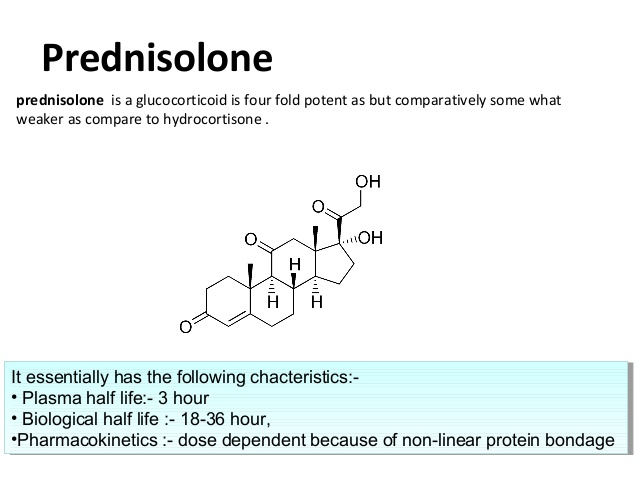 Prednisolone
prednisolone is a glucocorticoid is four fold potent as but comparatively some what
weaker as compare to hydrocortisone .
OH
O
OH
O
H
H
H
O
It essentially has the following chacteristics:-
• Plasma half life:- 3 hour
• Biological half life :- 18-36 hour,
•Pharmacokinetics :- dose dependent because of non-linear protein bondage